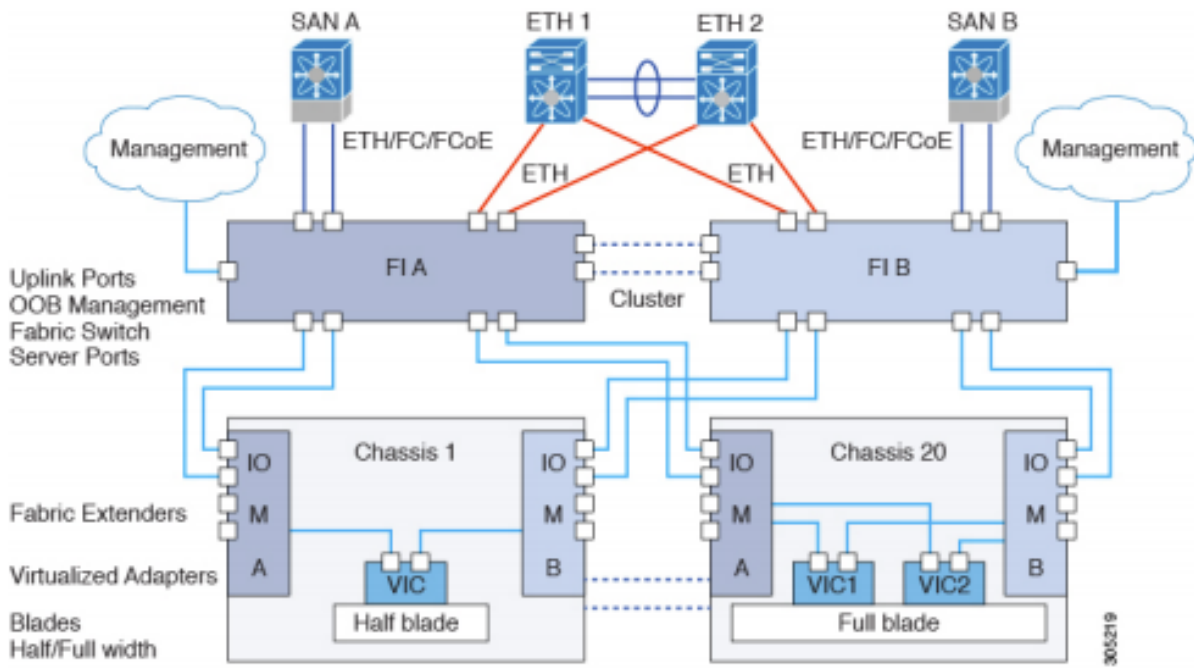 SAN A
ETH 1
ETH 2
SAN B
Management
ETH/FC/FCoE
ETH
ETH
ETH/FC/FCoE
Management
FI A
FI B
Cluster
Uplink Ports
OOB Management
Fabric Switch
Server Ports
Chassis 1
Chassis 20
IO
M
A
IO
M
B
IO
M
A
IO
M
B
Fabric Extenders
Virtualized Adapters
VIC
VIC1
VIC2
Blades
Half/Full width
Half blade
Full blade
305219